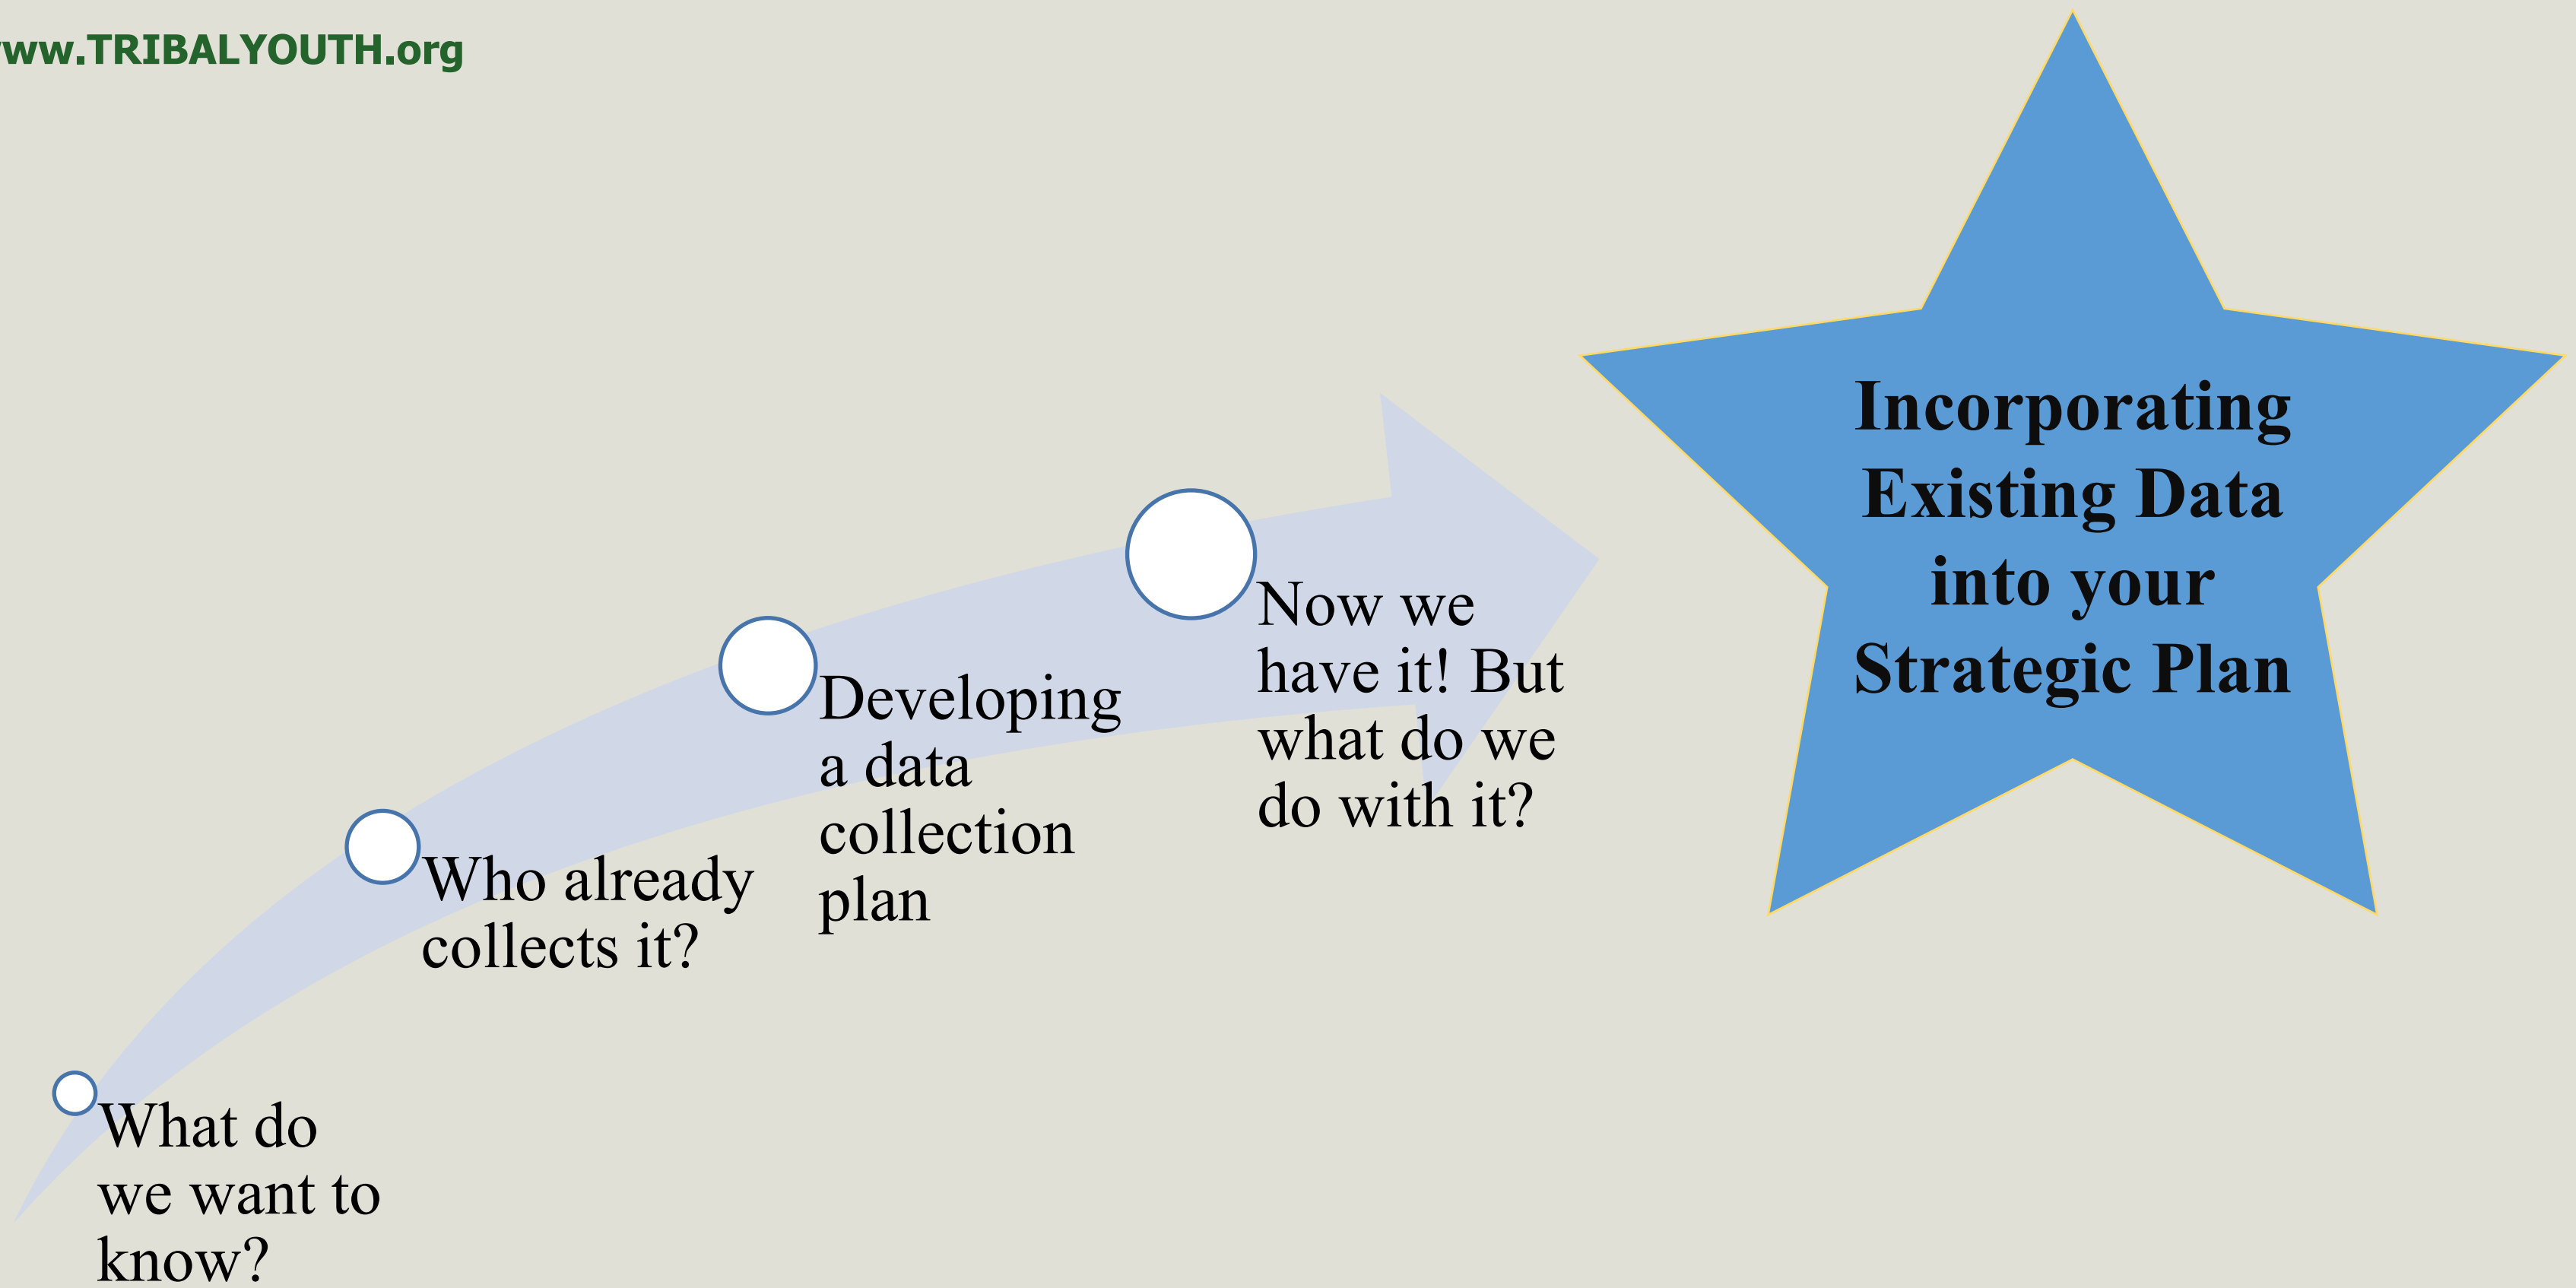 www.TRIBALYOUTH.org
What do
we want to
know?
Who already
collects it?
Developing
a data
collection
plan
Now we
have it! But
what do we
do with it?
Incorporating
Existing Data
into your
Strategic Plan